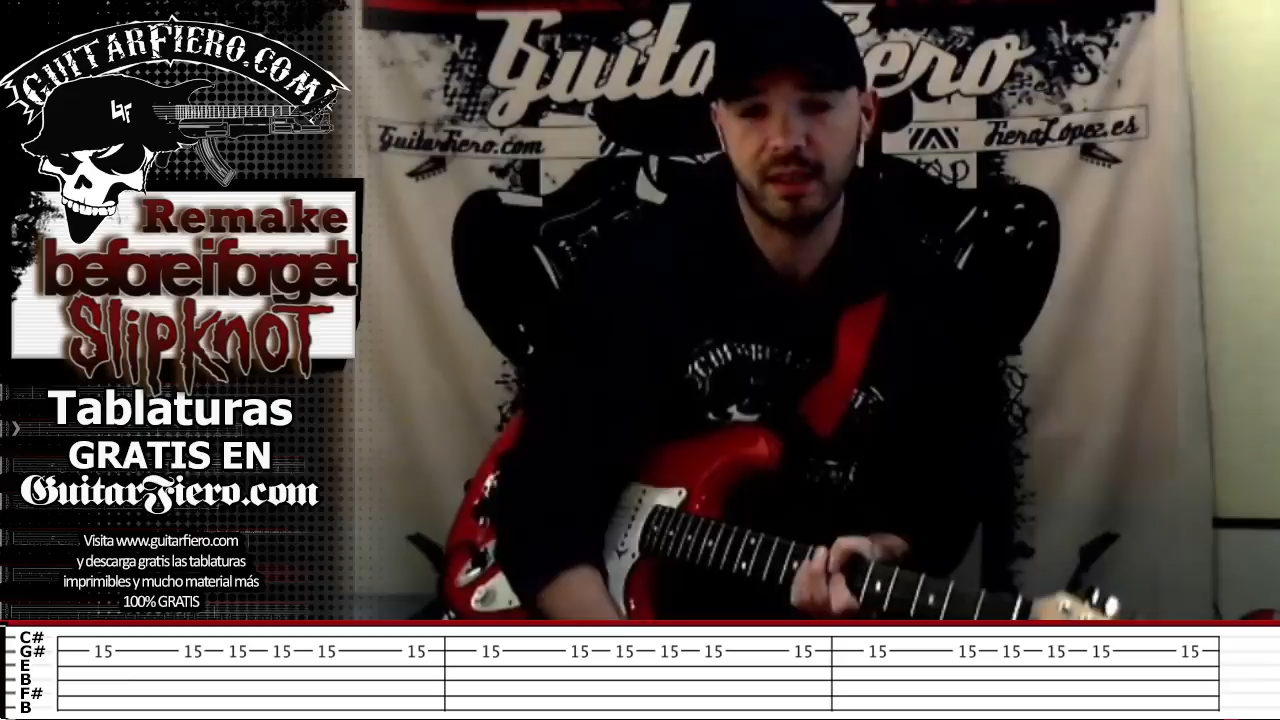 GUITARFIERO.COM
Remake
beforeiforget
SlipKnoT
Tablaturas
GRATIS EN
GuitarFiero.com
Visita www.guitarfiero.com
y descarga gratis las tablaturas
imprimibles y mucho material más
100% GRATIS
GuitarFiero.com
FieroLópez.es
C#
G# 15 15 15 15 15 15 15 15 15 15 15 15 15 15 15 15 15 15
E
B
F#
B